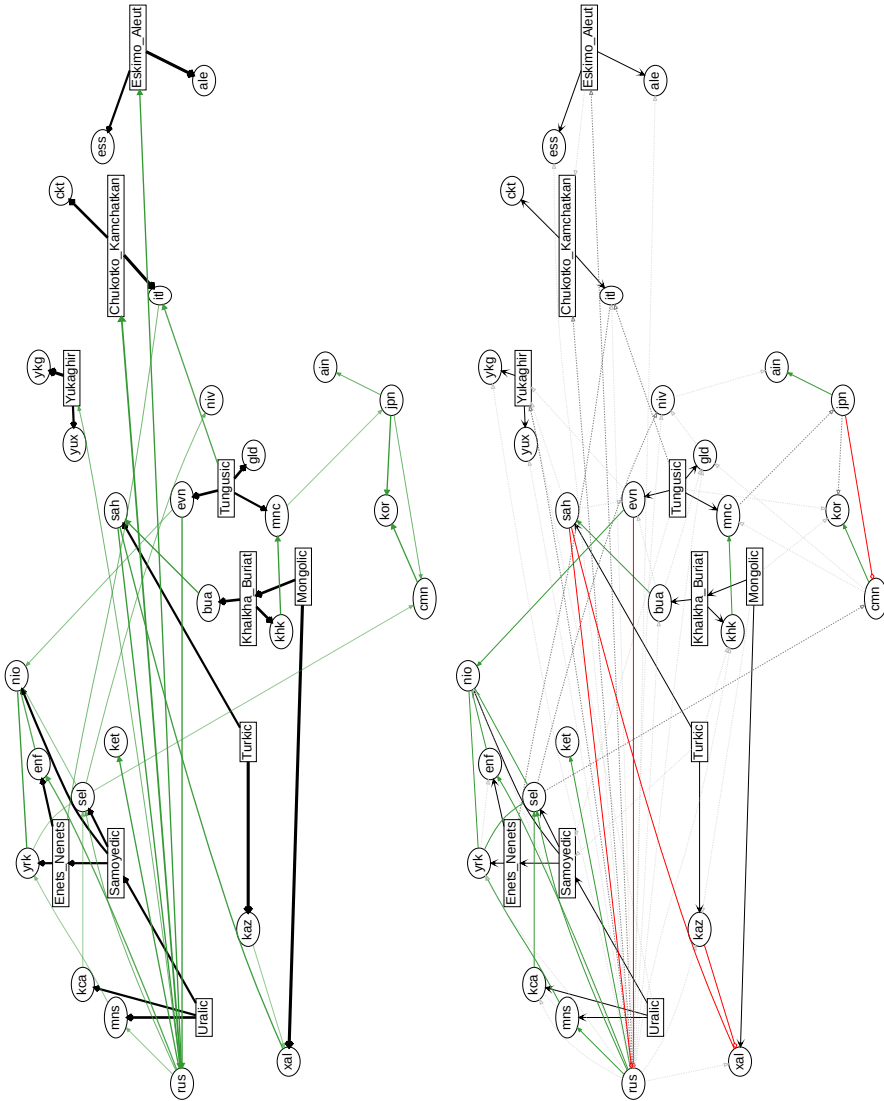 Eskimo_Aleut
ale
ess
ckt
Chukotko_Kamchatkan
itl
ykg
Yukaghir
yux
ain
niv
jpn
gld
Tungusic
evn
sah
mnc
kor
bua
Khalkha_Buriat
Mongolic
cmn
khk
nio
ket
Turkic
enf
sel
yrk
Enets_Nenets
Samoyedic
kaz
kca
mns
Uralic
xal
rus
Eskimo_Aleut
ale
ess
ckt
Chukotko_Kamchatkan
itl
ykg
Yukaghir
yux
ain
niv
jpn
gld
Tungusic
evn
sah
mnc
kor
bua
Khalkha_Buriat
Mongolic
cmn
khk
nio
ket
Turkic
enf
sel
yrk
Enets_Nenets
Samoyedic
kaz
kca
mns
Uralic
xal
rus